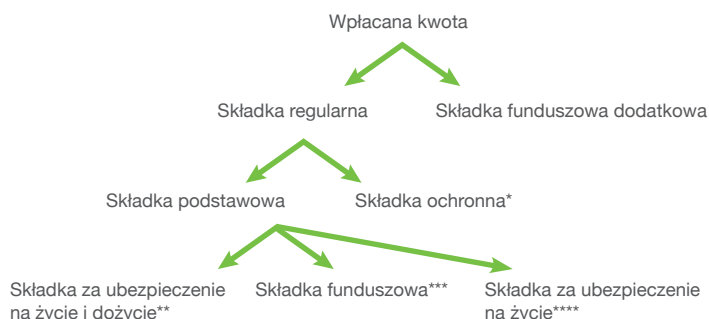 Wpłacana kwota
Składka regularna
Składka funduszowa dodatkowa
Składka podstawowa
Składka ochronna*
Składka za ubezpieczenie
na życie i dożycie**
Składka funduszowa***
Składka za ubezpieczenie
na życie****